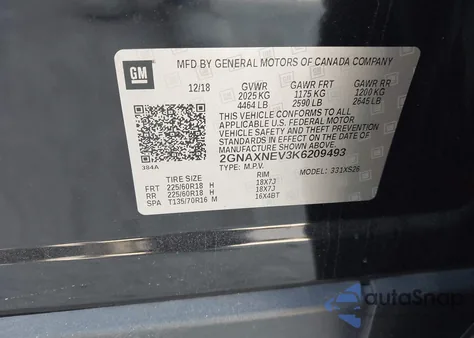 GM
MFD BY GENERAL MOTORS OF CANADA COMPANY
12/18 GVWR GAWR FRT GAWR RR
2025 KG 1175 KG 1200 KG
4464 LB 2590 LB 2645 LB
THIS VEHICLE CONFORMS TO ALL APPLICABLE
U.S. FEDERAL MOTOR VEHICLE SAFETY, BUMPER,
AND THEFT PREVENTION STANDARDS IN
EFFECT ON THE DATE OF
MANUFACTURE SHOWN ABOVE.
2GNAXNEV3K6209493
TYPE: M.P.V. MODEL: 331XS26
384A
TIRE SIZE RIM
FRT 225/60R18 H 18X7J
RR 225/60R18 H 18X7J
SPA T135/70R16 M 16X4BT
autoSnap